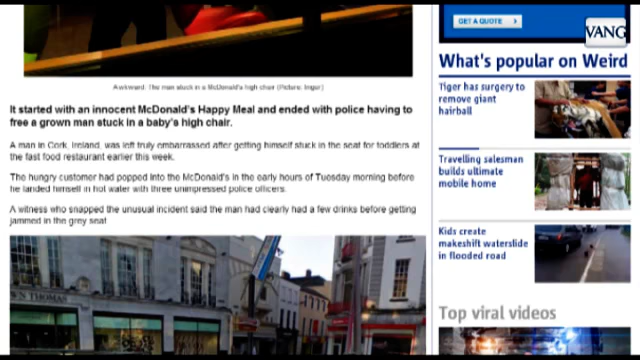 GET A QUOTE
VANG
What's popular on Weird
Awkward: The man stuck in a McDonald's high chair (Picture: Imgur)
It started with an innocent McDonald's Happy Meal and ended with police having to
free a grown man stuck in a baby's high chair.
A man in Cork, Ireland, was left truly embarrassed after getting himself stuck in the seat for toddlers at
the fast food restaurant earlier this week.
The hungry customer had popped into the McDonald's in the early hours of Tuesday morning before
he landed himself in hot water with three unimpressed police officers.
A witness who snapped the unusual incident said the man had clearly had a few drinks before getting
jammed in the grey seat
N THOMAS
Tiger has surgery to
remove giant
hairball
Travelling salesman
builds ultimate
mobile home
Kids create
makeshift waterslide
in flooded road
Top viral videos